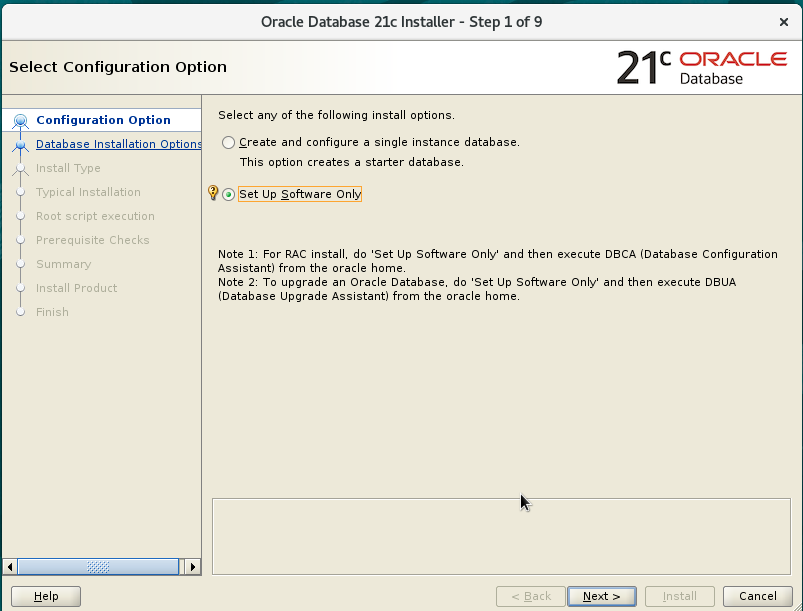 Oracle Database 21c Installer - Step 1 of 9
Select Configuration Option
21c ORACLE
Database
Configuration Option
Database Installation Options
Install Type
Typical Installation
Root script execution
Prerequisite Checks
Summary
Install Product
Finish
Select any of the following install options.
Create and configure a single instance database.
This option creates a starter database.
Set Up Software Only
Note 1: For RAC install, do 'Set Up Software Only' and then execute DBCA (Database Configuration
Assistant) from the oracle home.
Note 2: To upgrade an Oracle Database, do 'Set Up Software Only' and then execute DBUA
(Database Upgrade Assistant) from the oracle home.
Help
< Back
Next >
Install
Cancel